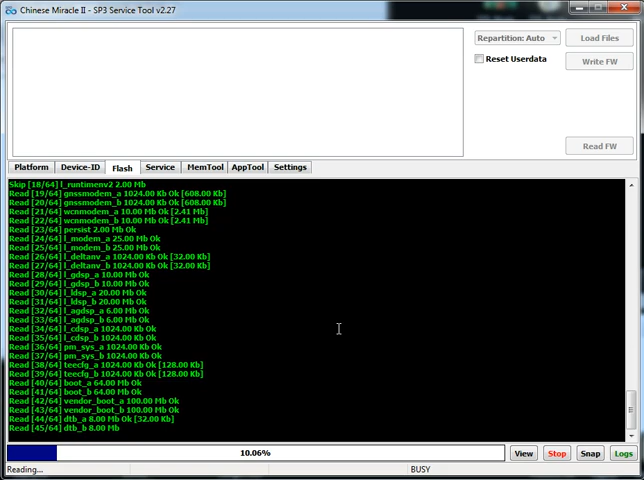 Chinese Miracle II - SP3 Service Tool v2.27
Repartition: Auto
Load Files
Reset Userdata
Write FW
Read FW
Platform Device-ID Flash Service MemTool AppTool Settings
Skip [18/64] l_runtimenv2 2.00 Mb
Read [19/64] gnssmodem_a 1024.00 Kb Ok [608.00 Kb]
Read [20/64] gnssmodem_b 1024.00 Kb Ok [608.00 Kb]
Read [21/64] wcnmodem_a 10.00 Mb Ok [2.41 Mb]
Read [22/64] wcnmodem_b 10.00 Mb Ok [2.41 Mb]
Read [23/64] persist 2.00 Mb Ok
Read [24/64] l_modem_a 25.00 Mb Ok
Read [25/64] l_modem_b 25.00 Mb Ok
Read [26/64] l_deltanv_a 1024.00 Kb Ok [32.00 Kb]
Read [27/64] l_deltanv_b 1024.00 Kb Ok [32.00 Kb]
Read [28/64] l_gdsp_a 10.00 Mb Ok
Read [29/64] l_gdsp_b 10.00 Mb Ok
Read [30/64] l_ldsp_a 20.00 Mb Ok
Read [31/64] l_ldsp_b 20.00 Mb Ok
Read [32/64] l_agdsp_a 6.00 Mb Ok
Read [33/64] l_agdsp_b 6.00 Mb Ok
Read [34/64] l_cdsp_a 1024.00 Kb Ok
Read [35/64] l_cdsp_b 1024.00 Kb Ok
Read [36/64] pm_sys_a 1024.00 Kb Ok
Read [37/64] pm_sys_b 1024.00 Kb Ok
Read [38/64] teecfg_a 1024.00 Kb Ok [128.00 Kb]
Read [39/64] teecfg_b 1024.00 Kb Ok [128.00 Kb]
Read [40/64] boot_a 64.00 Mb Ok
Read [41/64] boot_b 64.00 Mb Ok
Read [42/64] vendor_boot_a 100.00 Mb Ok
Read [43/64] vendor_boot_b 100.00 Mb Ok
Read [44/64] dtb_a 8.00 Mb Ok [32.00 Kb]
Read [45/64] dtb_b 8.00 Mb
10.06%
View Stop Snap Logs
Reading... BUSY